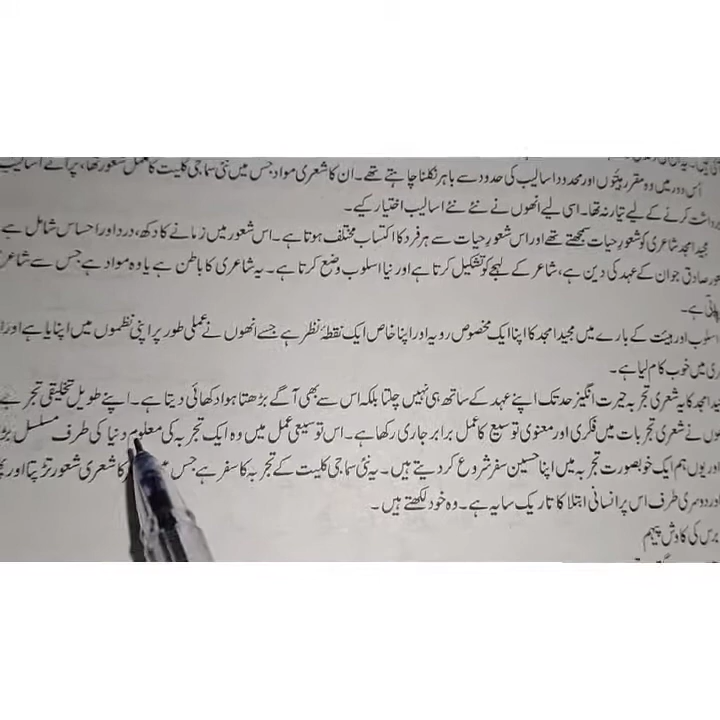 اُس دور میں وہ مقررہ ہیئتوں اور محدود اسالیب کی حدود سے باہر نکلنا چاہتے تھے۔ ان کا شعری مواد جس میں نئی سماجی کلیت کا مکمل شعور تھا، پرانے اسالیب
برداشت کرنے کے لیے تیار نہ تھا۔ اسی لیے انھوں نے نئے نئے اسالیب اختیار کیے۔
مجید امجد شاعری کو شعورِ حیات سمجھتے تھے اور اس شعورِ حیات سے ہر فرد کا اکتساب مختلف ہوتا ہے۔ اس شعور میں زمانے کا دکھ، درد اور احساس شامل ہے
صادق جو ان کے عہد کی دین ہے، شاعر کے لہجے کو تشکیل کرتا ہے اور نیا اسلوب وضع کرتا ہے۔ یہ شاعری کا باطن ہے یا وہ مواد ہے جس سے شاعر
پاتی ہے۔
اسلوب اور ہیئت کے بارے میں مجید امجد کا اپنا ایک مخصوص رویہ اور اپنا خاص ایک نقطۂ نظر ہے جسے انھوں نے عملی طور پر اپنی نظموں میں اپنایا ہے اور
ری میں خوب کام لیا ہے۔
امجد کا یہ شعری تجربہ حیرت انگیز حد تک اپنے عہد کے ساتھ ہی نہیں چلتا بلکہ اس سے بھی آگے بڑھتا ہوا دکھائی دیتا ہے۔ اپنے طویل تخلیقی تجربے
وں نے شعری تجربات میں فکری اور معنوی توسیع کا عمل برابر جاری رکھا ہے۔ اس توسیعی عمل میں وہ ایک تجربہ کی معلوم دنیا کی طرف مسلسل
اور یوں ہم ایک خوبصورت تجربہ میں اپنا حسین سفر شروع کر دیتے ہیں۔ یہ نئی سماجی کلیت کے تجربہ کا سفر ہے جس کا شعری شعور تڑپتا اور
اور دوسری طرف اس پر انسانی ابتلا کا تاریک سایہ ہے۔ وہ خود لکھتے ہیں۔
برس کی کاوش پیہم